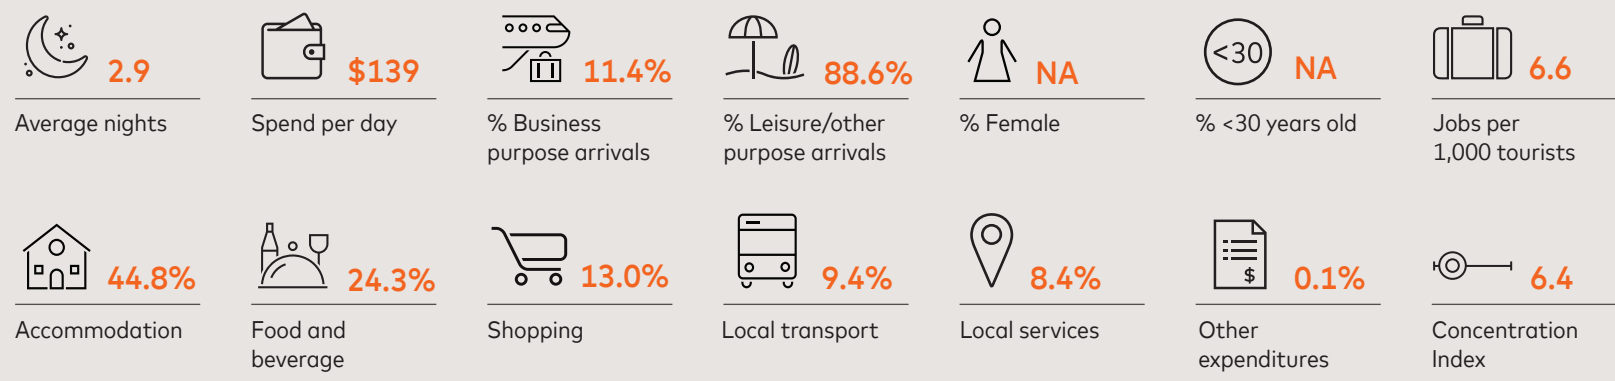 2.9
Average nights
$139
Spend per day
11.4%
% Business
purpose arrivals
88.6%
% Leisure/other
purpose arrivals
NA
% Female
<30
NA
% <30 years old
6.6
Jobs per
1,000 tourists
44.8%
Accommodation
24.3%
Food and
beverage
13.0%
Shopping
9.4%
Local transport
8.4%
Local services
$
0.1%
Other
expenditures
6.4
Concentration
Index